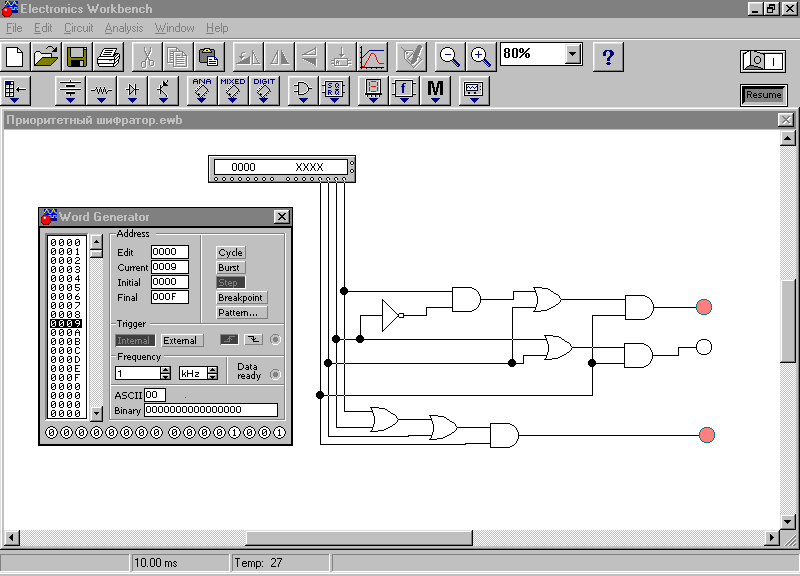 Electronics Workbench
File Edit Circuit Analysis Window Help
80%
?
I
ANA MIXED DIGIT
f M
Resume
Приоритетный шифратор.ewb
0000 XXXX
Word Generator
0000
0001
0002
0003
0004
0005
0006
0007
0008
0009
000A
000B
000C
000D
000E
000F
0000
0000
0000
0000
Address
Edit 0000
Current 0009
Initial 0000
Final 000F
Cycle
Burst
Step
Breakpoint
Pattern...
Trigger
Internal External
Frequency
1 kHz
Data
ready
ASCII 00
Binary 0000000000000000
0 0 0 0 0 0 0 0 0 0 0 0 1 0 0 1
10.00 ms Temp: 27